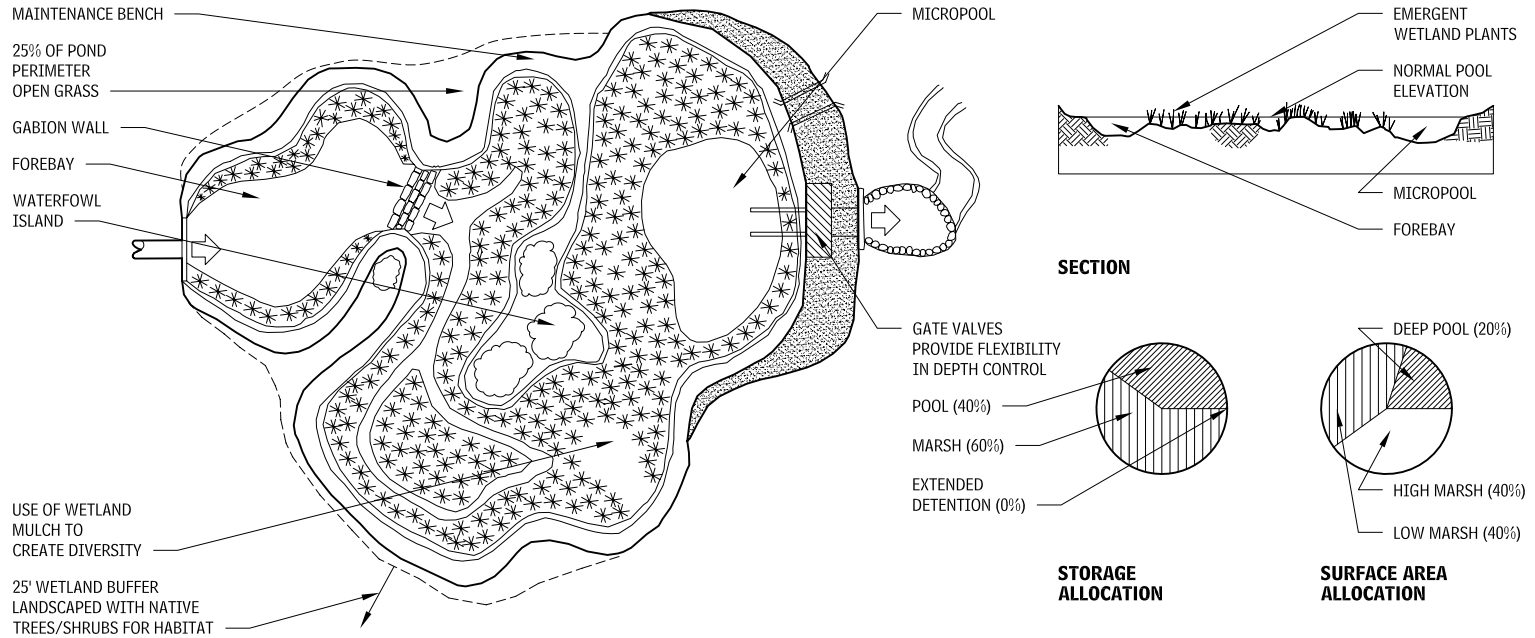 MAINTENANCE BENCH
25% OF POND
PERIMETER
OPEN GRASS
GABION WALL
FOREBAY
WATERFOWL
ISLAND
USE OF WETLAND
MULCH TO
CREATE DIVERSITY
25' WETLAND BUFFER
LANDSCAPED WITH NATIVE
TREES/SHRUBS FOR HABITAT
MICROPOOL
GATE VALVES
PROVIDE FLEXIBILITY
IN DEPTH CONTROL
EMERGENT
WETLAND PLANTS
NORMAL POOL
ELEVATION
MICROPOOL
FOREBAY
SECTION
POOL (40%)
MARSH (60%)
EXTENDED
DETENTION (0%)
STORAGE
ALLOCATION
DEEP POOL (20%)
HIGH MARSH (40%)
LOW MARSH (40%)
SURFACE AREA
ALLOCATION